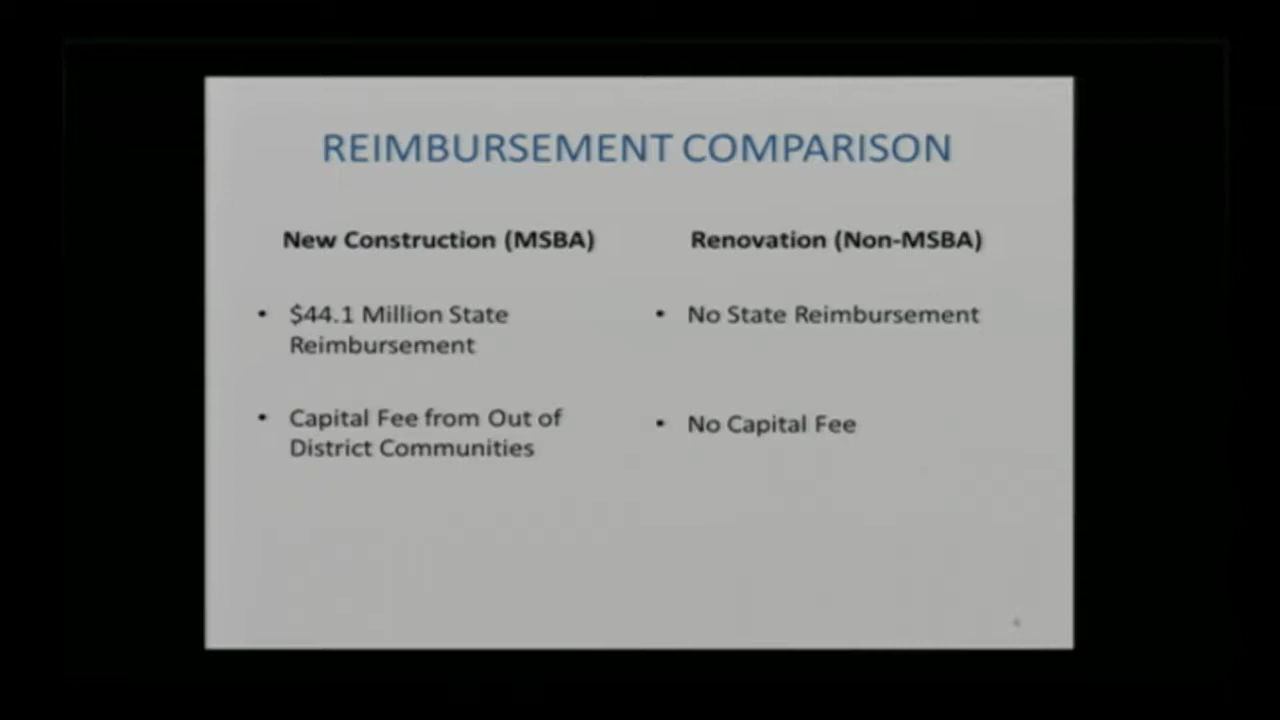 REIMBURSEMENT COMPARISON
New Construction (MSBA)
• $44.1 Million State
Reimbursement
• Capital Fee from Out of
District Communities
Renovation (Non-MSBA)
• No State Reimbursement
• No Capital Fee